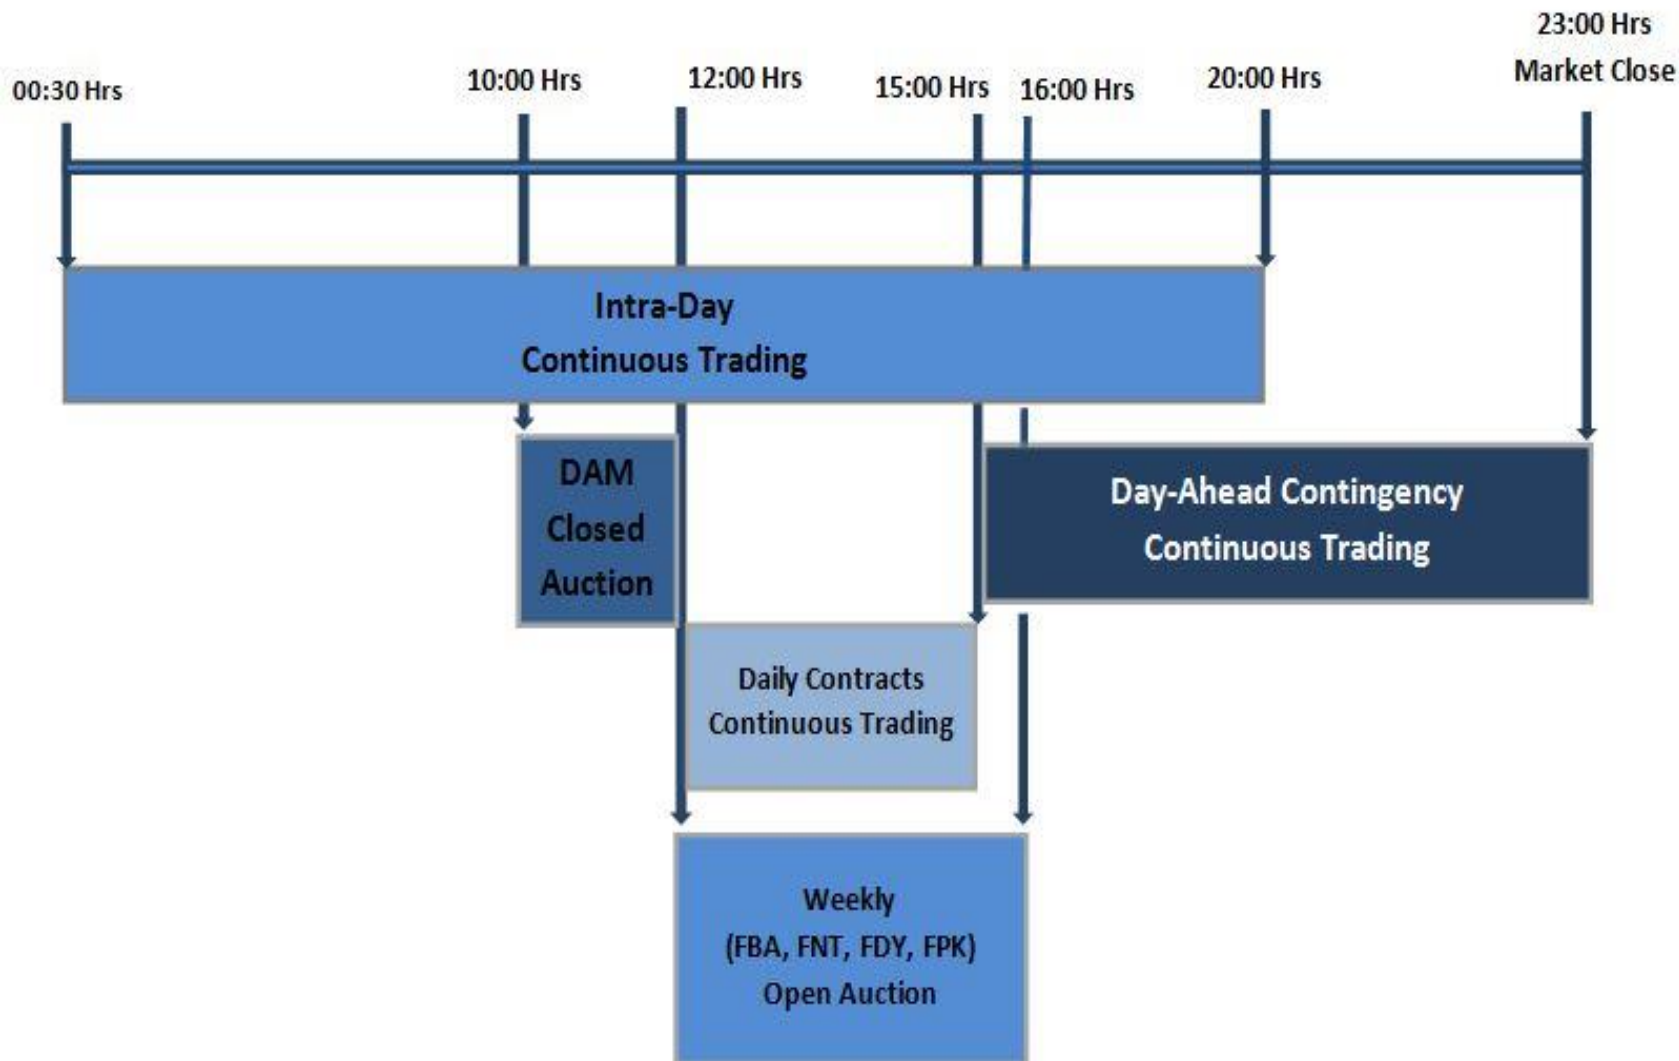 23:00 Hrs
Market Close
00:30 Hrs
10:00 Hrs
12:00 Hrs
15:00 Hrs
16:00 Hrs
20:00 Hrs
Intra-Day
Continuous Trading
DAM
Closed
Auction
Day-Ahead Contingency
Continuous Trading
Daily Contracts
Continuous Trading
Weekly
(FBA, FNT, FDY, FPK)
Open Auction